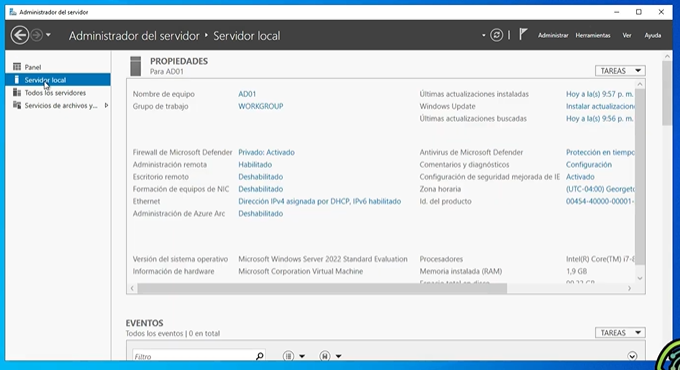 Administrador del servidor
Administrador del servidor • Servidor local
Administrar Herramientas Ver Ayuda
Panel
Servidor local
Todos los servidores
Servicios de archivos y...
PROPIEDADES
Para AD01
TAREAS
Nombre de equipo AD01 Últimas actualizaciones instaladas Hoy a la(s) 9:57 p. m.
Grupo de trabajo WORKGROUP Windows Update Instalar actualizacion
Últimas actualizaciones buscadas Hoy a la(s) 9:56 p. m.
Firewall de Microsoft Defender Privado: Activado Antivirus de Microsoft Defender Protección en tiempo
Administración remota Habilitado Comentarios y diagnósticos Configuración
Escritorio remoto Deshabilitado Configuración de seguridad mejorada de IE Activado
Formación de equipos de NIC Deshabilitado Zona horaria (UTC-04:00) Georget
Ethernet Dirección IPv4 asignada por DHCP, IPv6 habilitado Id. del producto 00454-40000-00001-
Administración de Azure Arc Deshabilitado
Versión del sistema operativo Microsoft Windows Server 2022 Standard Evaluation Procesadores Intel(R) Core(TM) i7-8
Información de hardware Microsoft Corporation Virtual Machine Memoria instalada (RAM) 1,9 GB
EVENTOS
Todos los eventos | 0 en total
TAREAS
Filtro